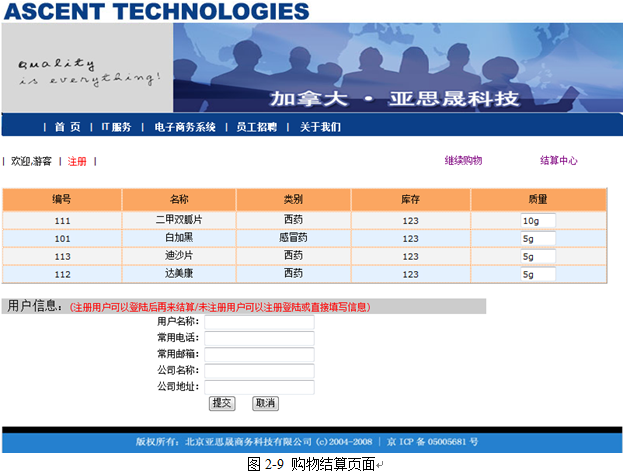 ASCENT TECHNOLOGIES
quality
is everything!
加拿大 · 亚思晟科技
| 首 页 | IT 服务 | 电子商务系统 | 员工招聘 | 关于我们
| 欢迎,游客 | 注册 | 继续购物 结算中心
编号 名称 类别 库存 质量
111 二甲双胍片 西药 123 10g
101 白加黑 感冒药 123 5g
113 迪沙片 西药 123 5g
112 达美康 西药 123 5g
用户信息：(注册用户可以登陆后再来结算/未注册用户可以注册登陆或直接填写信息)
用户名称:
常用电话:
常用邮箱:
公司名称:
公司地址:
提交 取消
版权所有：北京亚思晟商务科技有限公司 (c)2004-2008 | 京 ICP 备 05005681 号
图 2-9 购物结算页面